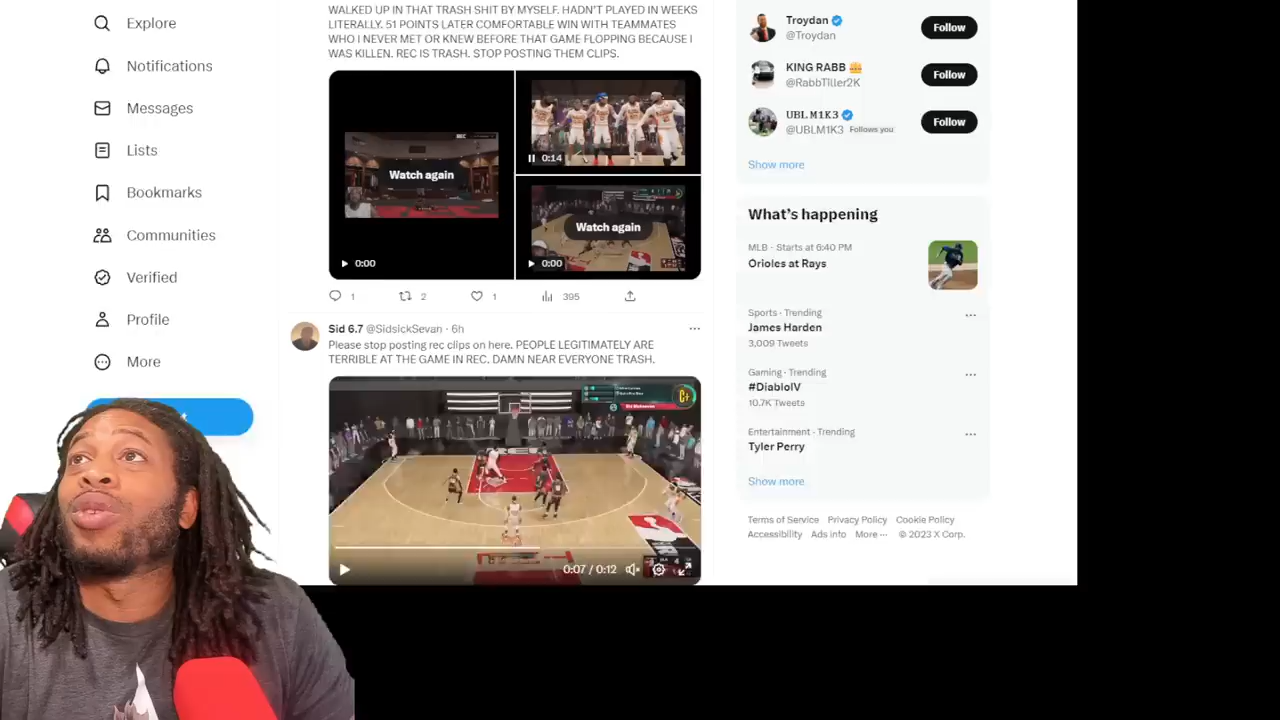 Explore
Notifications
Messages
Lists
Bookmarks
Communities
Verified
Profile
More
WALKED UP IN THAT TRASH SHIT BY MYSELF. HADN'T PLAYED IN WEEKS
LITERALLY. 51 POINTS LATER COMFORTABLE WIN WITH TEAMMATES
WHO I NEVER MET OR KNEW BEFORE THAT GAME FLOPPING BECAUSE I
WAS KILLEN. REC IS TRASH. STOP POSTING THEM CLIPS.
REC
Watch again
0:00
0:14
Watch again
0:00
1
2
1
395
Sid 6.7 @SidsickSevan · 6h
Please stop posting rec clips on here. PEOPLE LEGITIMATELY ARE
TERRIBLE AT THE GAME IN REC. DAMN NEAR EVERYONE TRASH.
C+
0:07 / 0:12
Troydan
@Troydan
Follow
KING RABB
@RabbTiller2K
Follow
UBL M1K3
@UBLM1K3 Follows you
Follow
Show more
What's happening
MLB · Starts at 6:40 PM
Orioles at Rays
Sports · Trending
James Harden
3,009 Tweets
Gaming · Trending
#DiabloIV
10.7K Tweets
Entertainment · Trending
Tyler Perry
Show more
Terms of Service Privacy Policy Cookie Policy
Accessibility Ads info More ··· © 2023 X Corp.